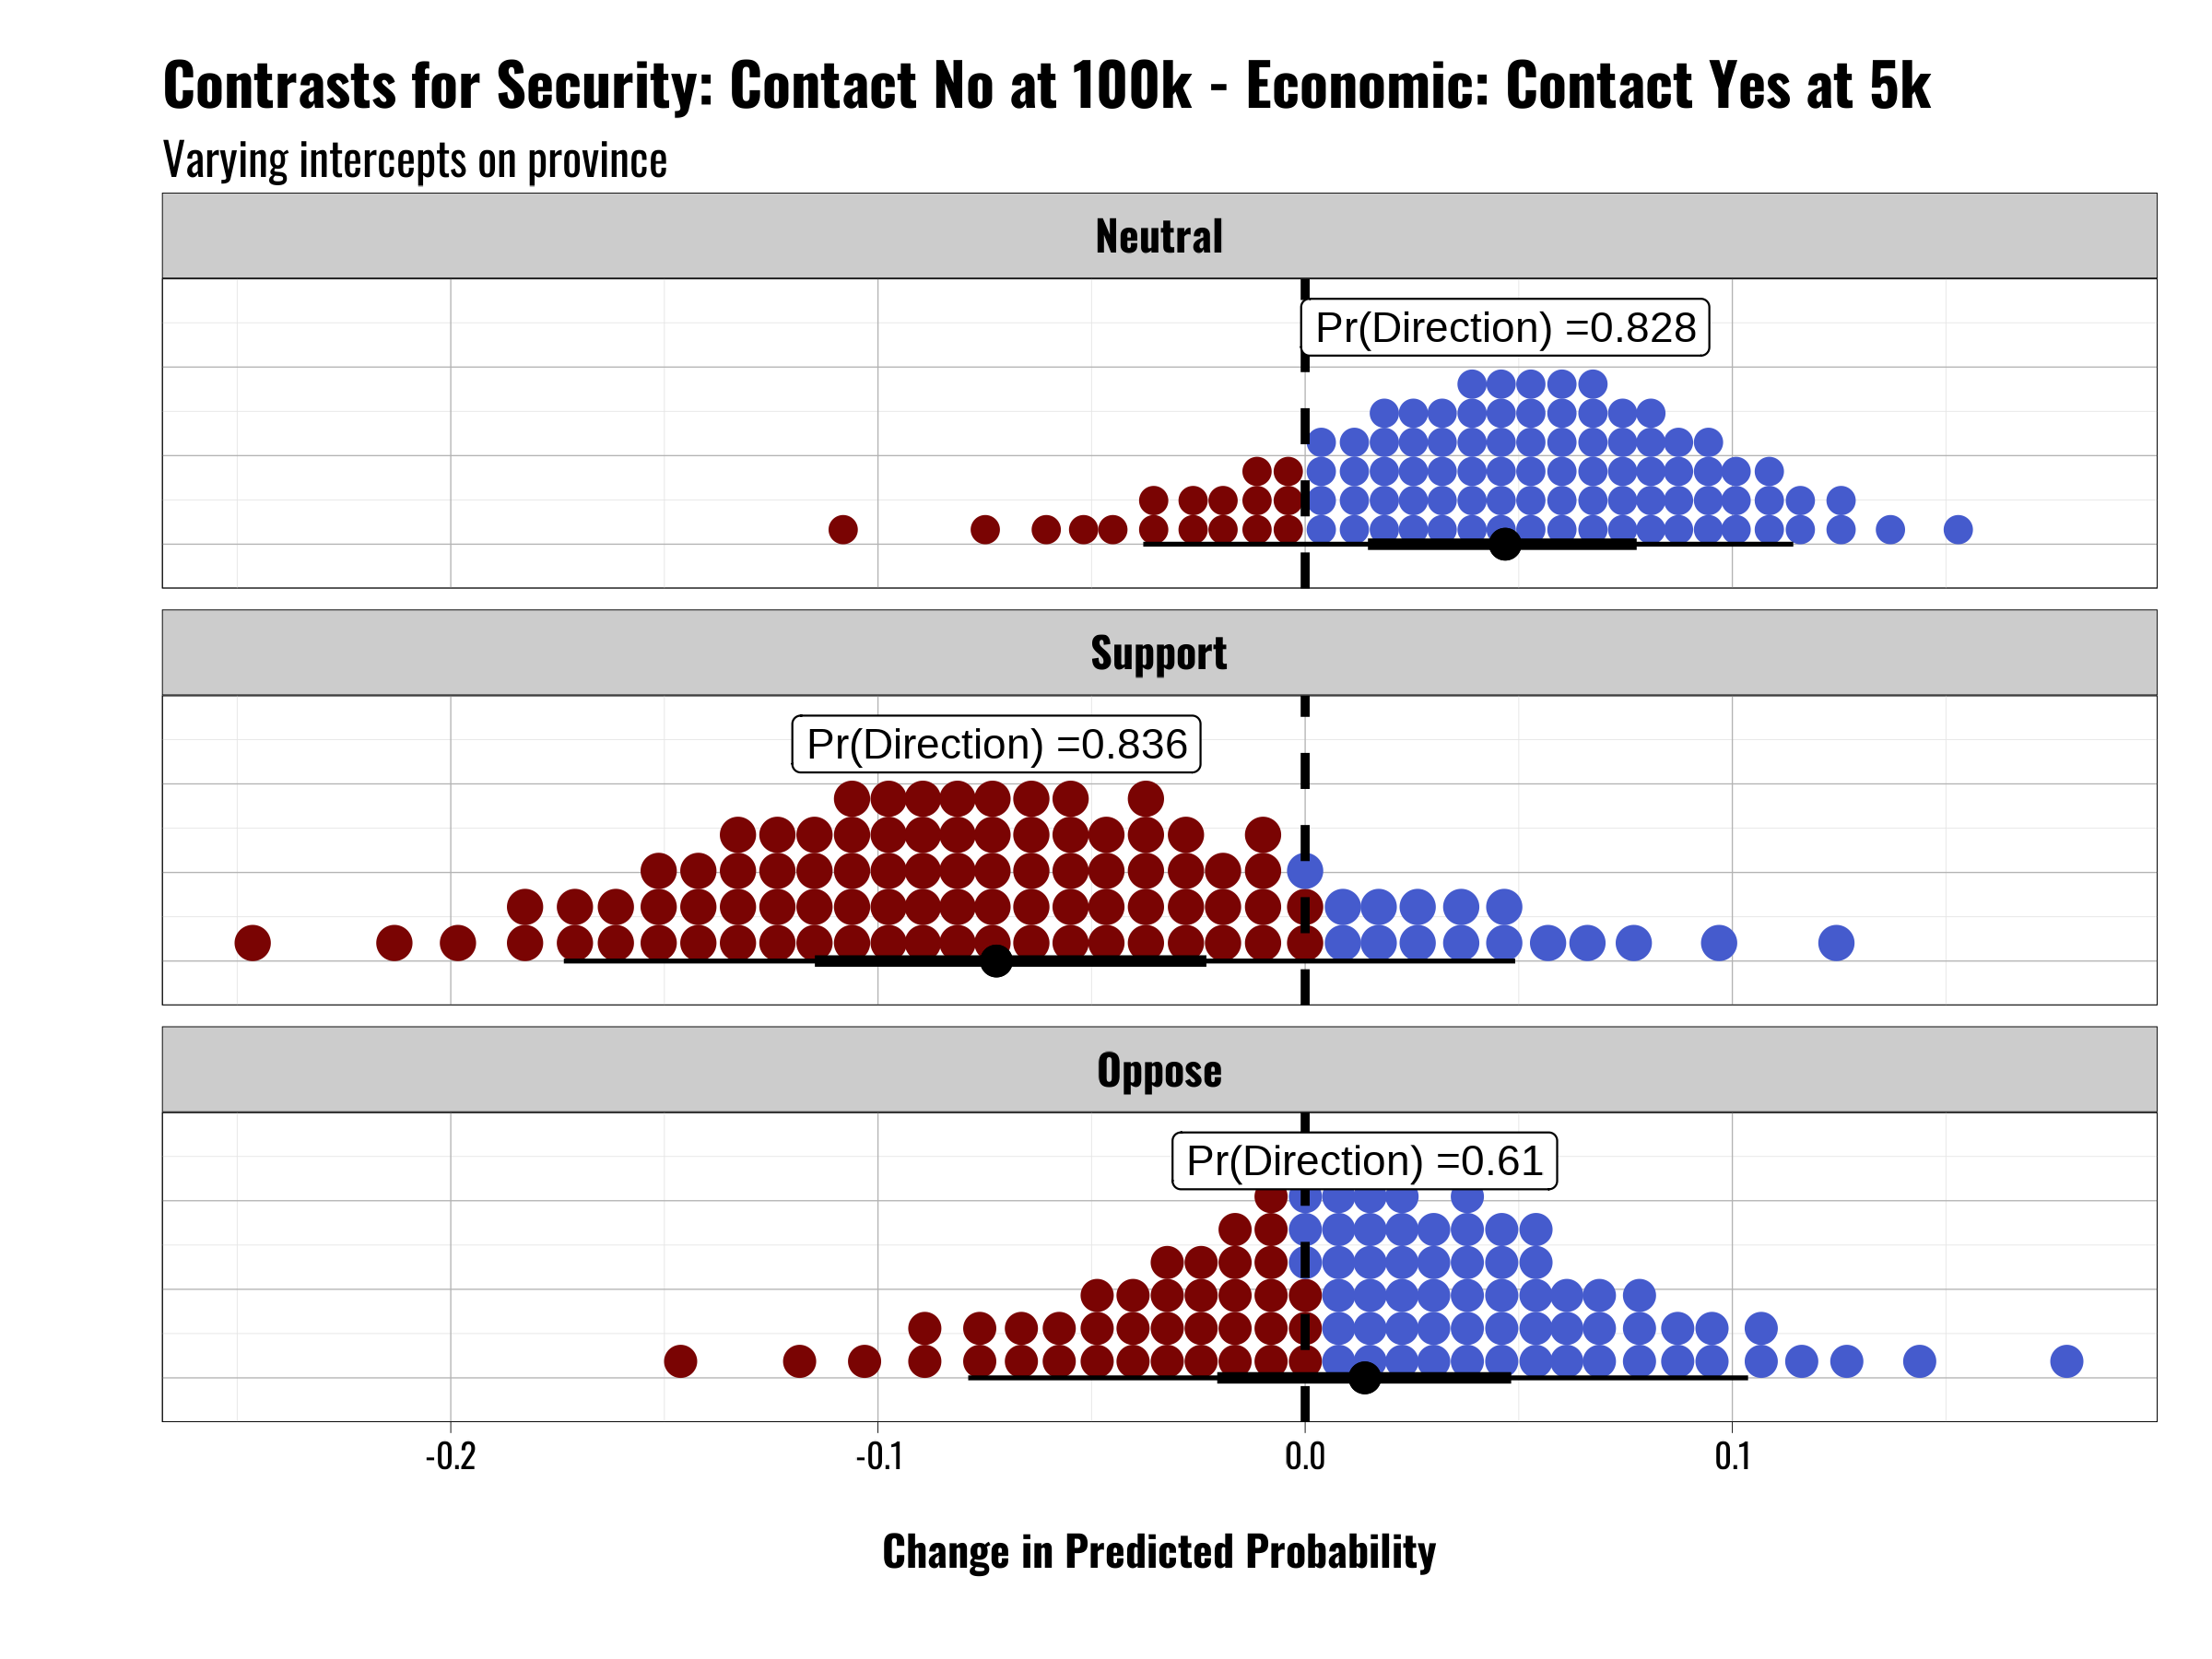 Contrasts for Security: Contact No at 100k - Economic: Contact Yes at 5k
Varying intercepts on province
Neutral
Pr(Direction) =0.828
Support
Pr(Direction) =0.836
Oppose
Pr(Direction) =0.61
-0.2 -0.1 0.0 0.1
Change in Predicted Probability